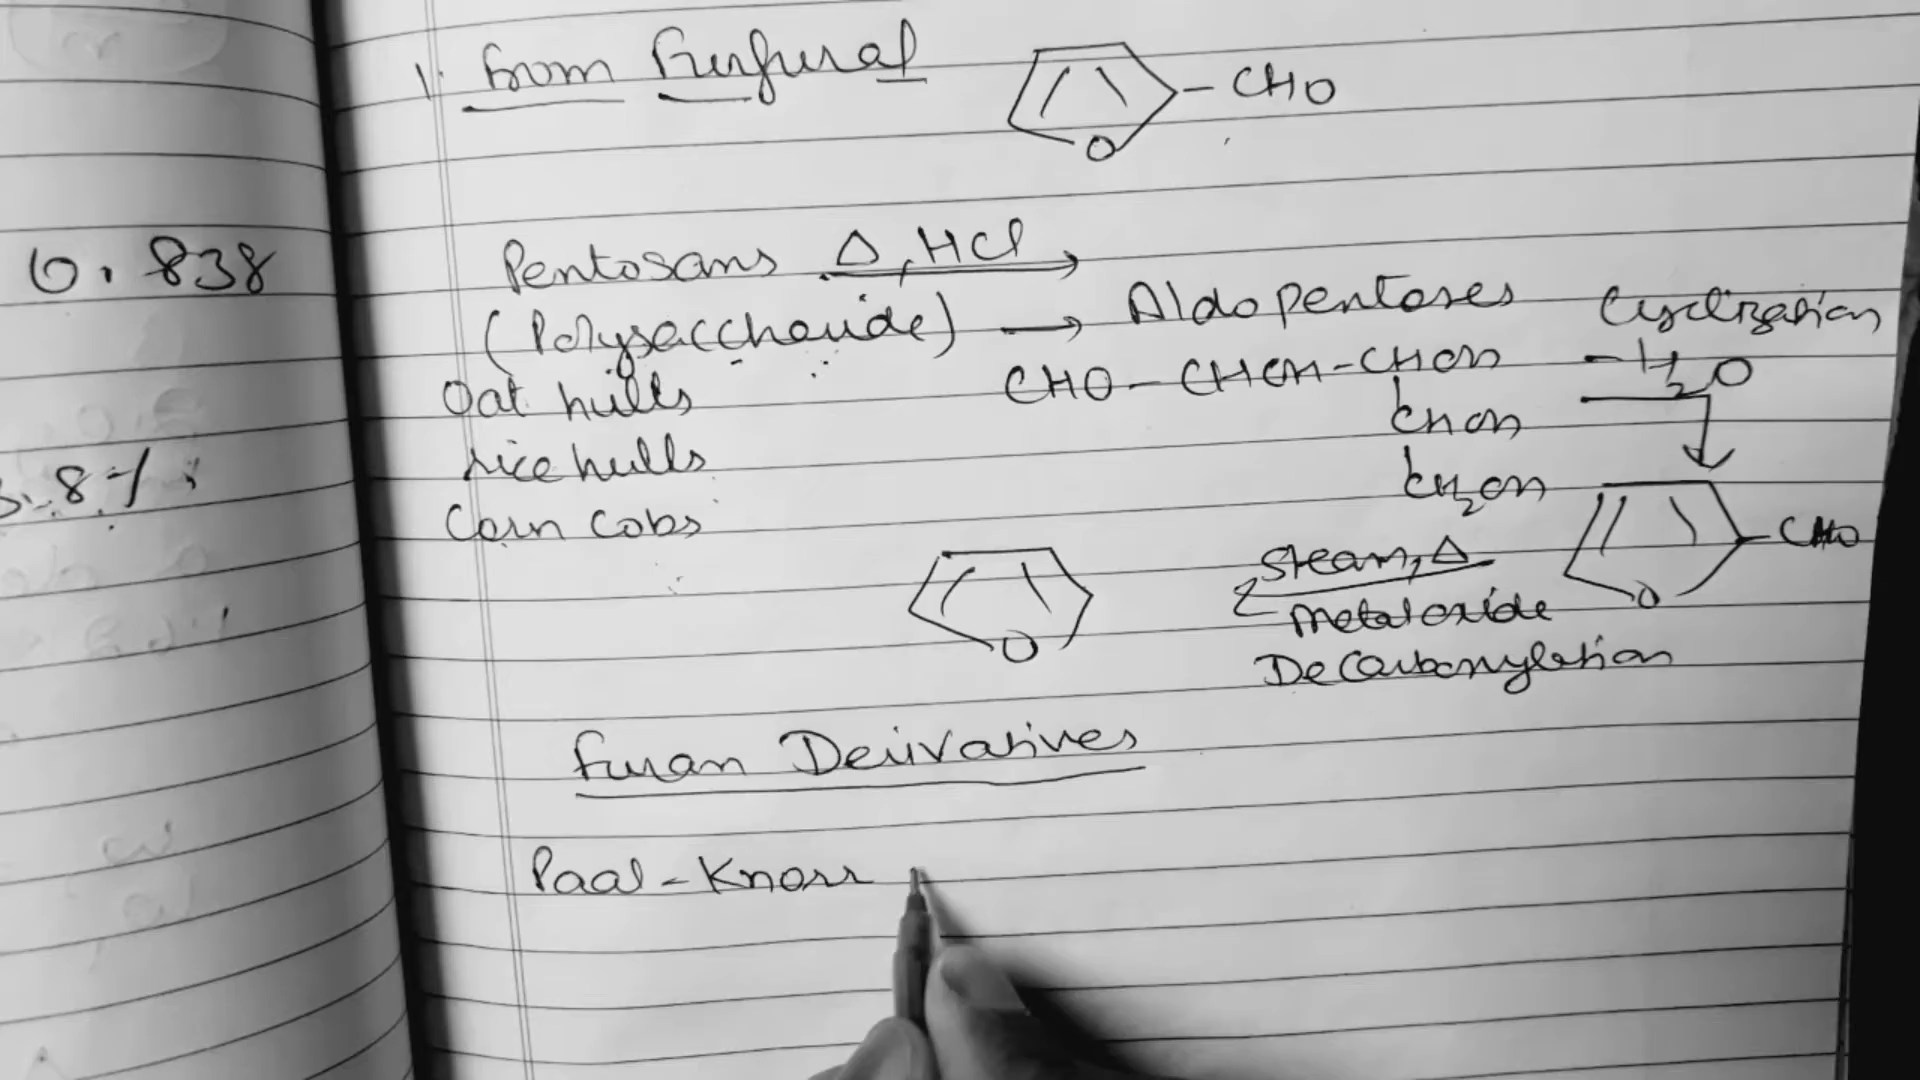 1. From Furfural
-CHO
O
0.838
Pentosans Δ, HCl
(Polysaccharide) → Aldopentoses Cyclization
Oat hulls CHO-CHOH-CHOH -H2O
CHOH
rice hulls
CH2OH
Corn Cobs
-CHO
Steam, Δ
O
metal oxide
O
Decarbonylation
Furan Derivatives
Paal-Knorr